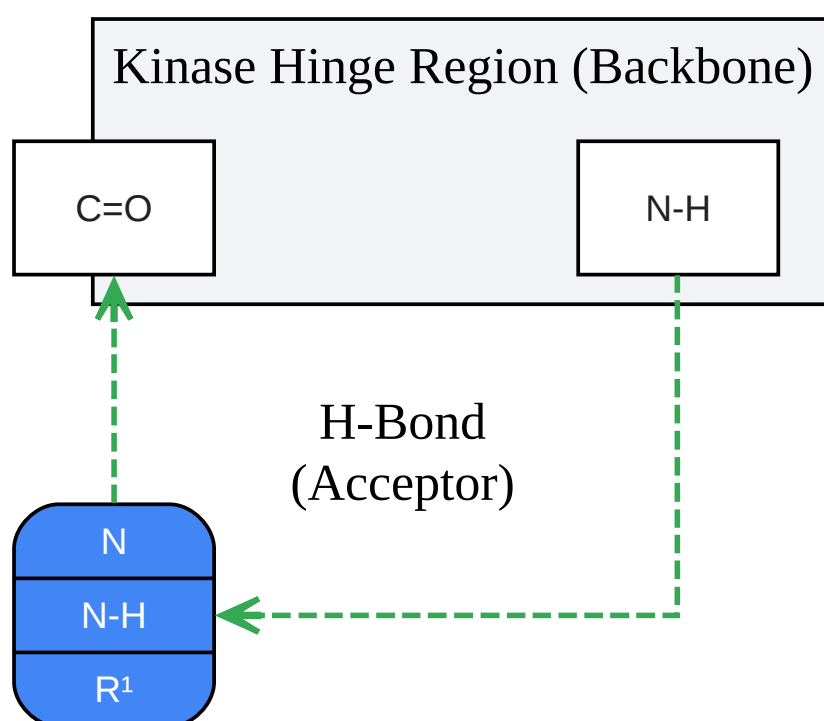 Kinase Hinge Region (Backbone)
C=O
N-H
H-Bond
(Acceptor)
N
N-H
R¹